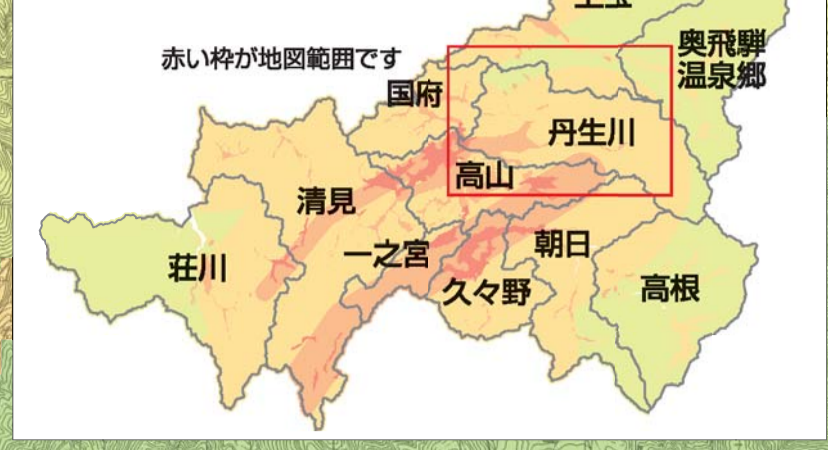 赤い枠が地図範囲です
奥飛騨
温泉郷
国府
丹生川
高山
清見
一之宮
朝日
荘川
久々野
高根